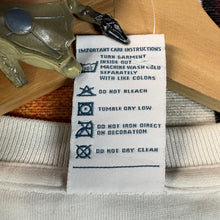 IMPORTANT CARE INSTRUCTIONS
TURN GARMENT
INSIDE OUT
MACHINE WASH COLD
SEPARATELY
WITH LIKE COLORS
DO NOT BLEACH
TUMBLE DRY LOW
DO NOT IRON DIRECT
ON DECORATION
DO NOT DRY CLEAN